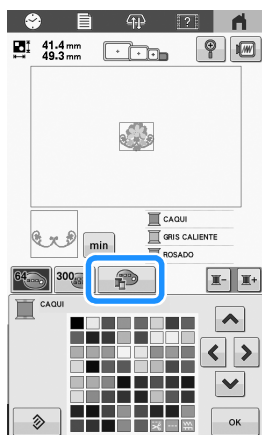 ?
41.4 mm
49.3 mm
CAQUI
GRIS CALIENTE
min
ROSADO
64
300
CAQUI
OK